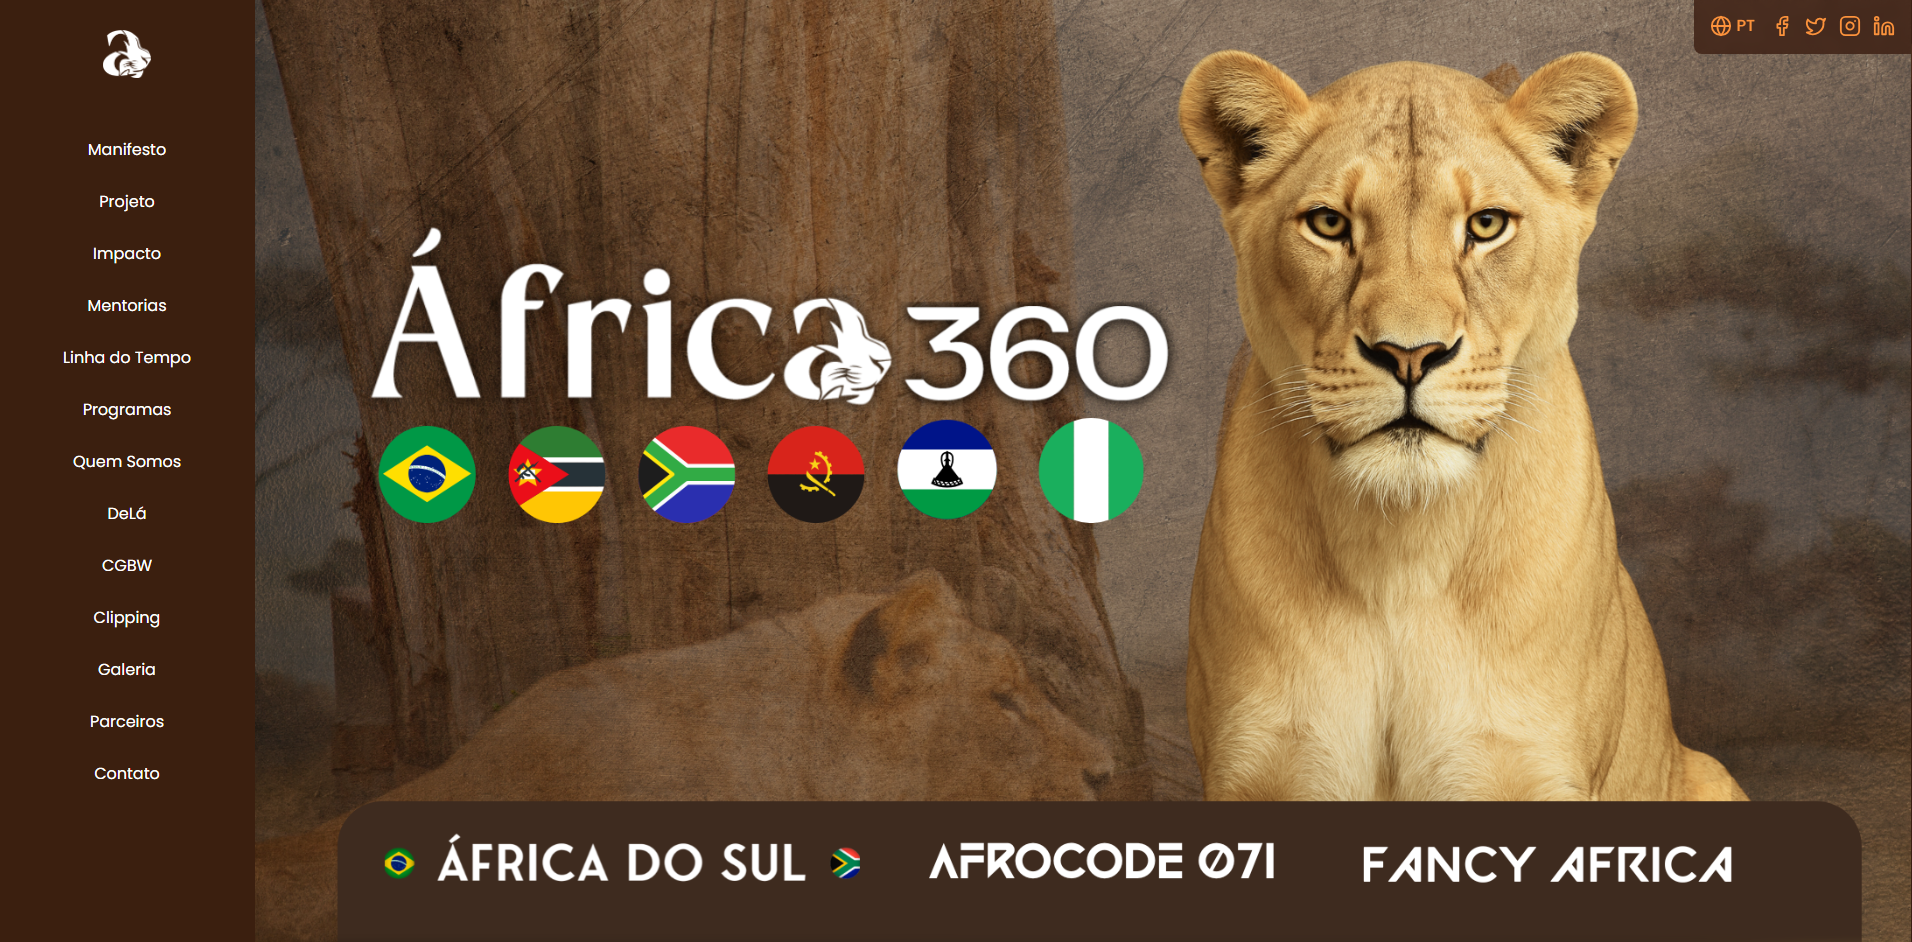 PT
Manifesto
Projeto
Impacto
Mentorias
Linha do Tempo
Programas
Quem Somos
DeLá
CGBW
Clipping
Galeria
Parceiros
Contato
África 360
ÁFRICA DO SUL
AFROCODE 071
FANCY AFRICA